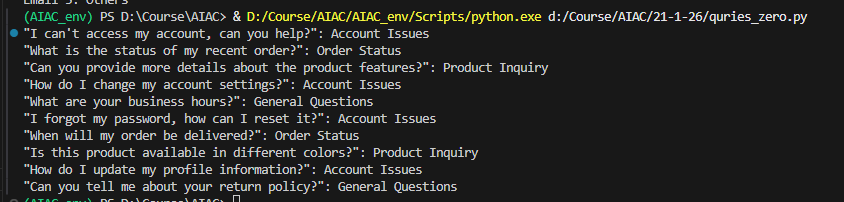 Email 5: Others
(AIAC_env) PS D:\Course\AIAC> & D:/Course/AIAC/AIAC_env/Scripts/python.exe d:/Course/AIAC/21-1-26/quries_zero.py
"I can't access my account, can you help?": Account Issues
"What is the status of my recent order?": Order Status
"Can you provide more details about the product features?": Product Inquiry
"How do I change my account settings?": Account Issues
"What are your business hours?": General Questions
"I forgot my password, how can I reset it?": Account Issues
"When will my order be delivered?": Order Status
"Is this product available in different colors?": Product Inquiry
"How do I update my profile information?": Account Issues
"Can you tell me about your return policy?": General Questions
(AIAC_env) PS D:\Course\AIAC>